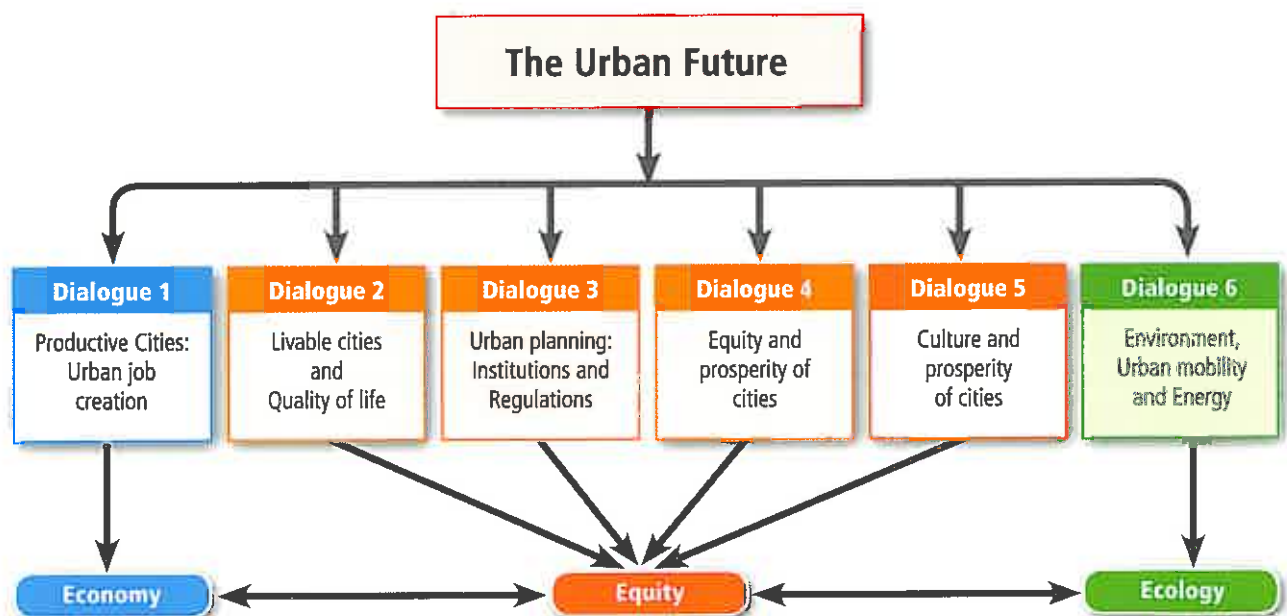 The Urban Future
Dialogue 1
Productive Cities:
Urban job
creation
Dialogue 2
Livable cities
and
Quality of life
Dialogue 3
Urban planning:
Institutions and
Regulations
Dialogue 4
Equity and
prosperity of
cities
Dialogue 5
Culture and
prosperity
of cities
Dialogue 6
Environment,
Urban mobility
and Energy
Economy
Equity
Ecology